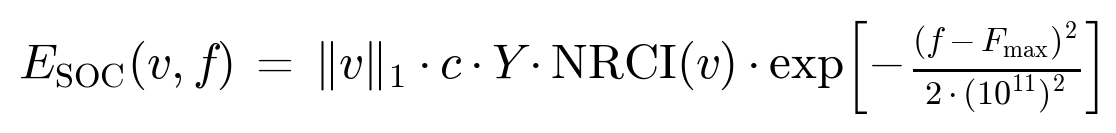 E_SOC(v, f) = ‖v‖₁ · c · Y · NRCI(v) · exp[−(f − F_max)² / 2 · (10¹¹)²]